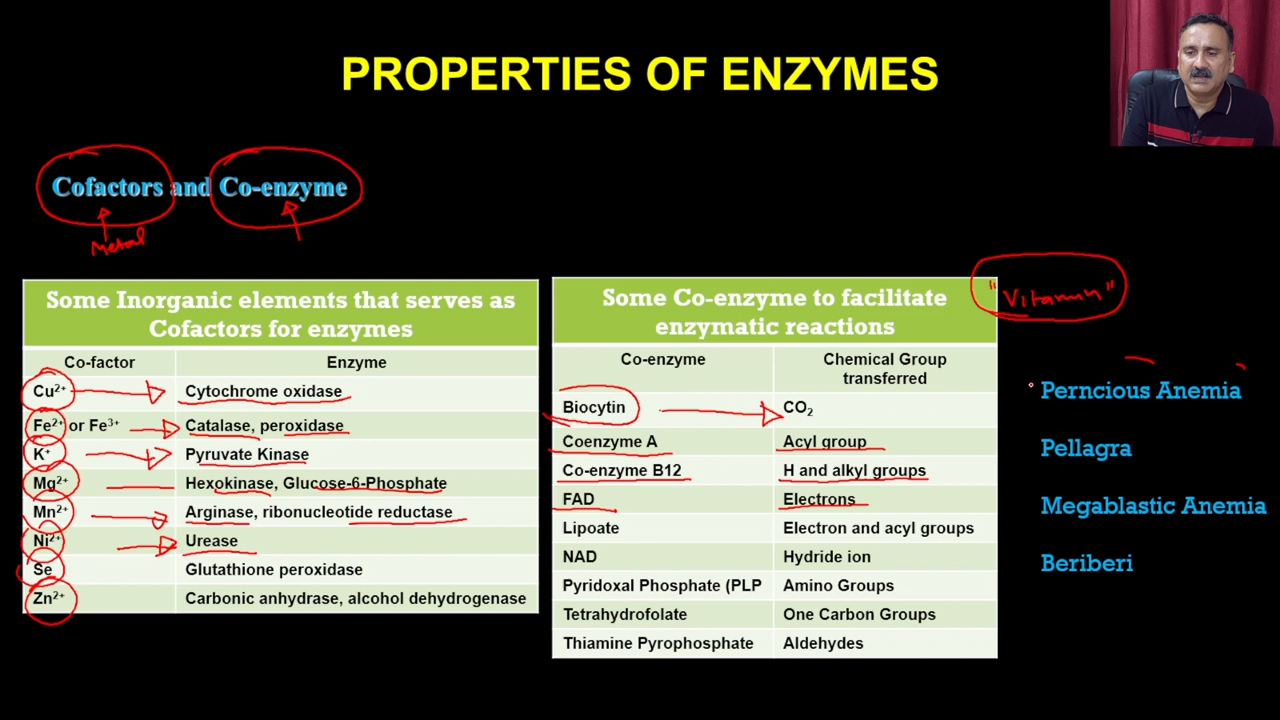 PROPERTIES OF ENZYMES
Cofactors and Co-enzyme
Metal
Some Inorganic elements that serves as
Cofactors for enzymes
Co-factor Enzyme
Cu²⁺ Cytochrome oxidase
Fe²⁺ or Fe³⁺ Catalase, peroxidase
K⁺ Pyruvate Kinase
Mg²⁺ Hexokinase, Glucose-6-Phosphate
Mn²⁺ Arginase, ribonucleotide reductase
Ni²⁺ Urease
Se Glutathione peroxidase
Zn²⁺ Carbonic anhydrase, alcohol dehydrogenase
"Vitamin"
Some Co-enzyme to facilitate
enzymatic reactions
Co-enzyme Chemical Group
transferred
Biocytin CO₂
Coenzyme A Acyl group
Co-enzyme B12 H and alkyl groups
FAD Electrons
Lipoate Electron and acyl groups
NAD Hydride ion
Pyridoxal Phosphate (PLP Amino Groups
Tetrahydrofolate One Carbon Groups
Thiamine Pyrophosphate Aldehydes
Perncious Anemia
Pellagra
Megablastic Anemia
Beriberi